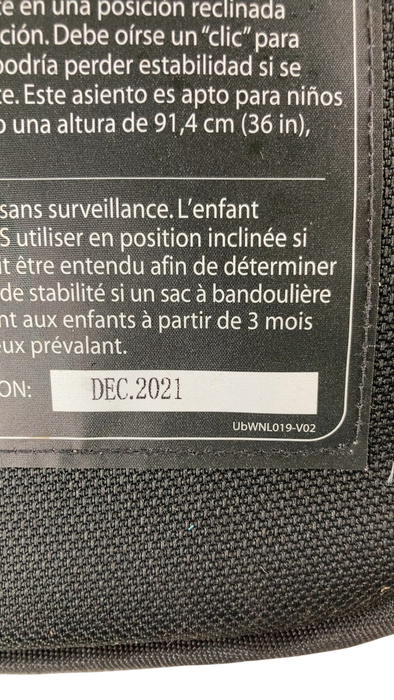 en una posición reclinada
ción. Debe oírse un “clic” para
podría perder estabilidad si se
te. Este asiento es apto para niños
o una altura de 91,4 cm (36 in),
sans surveillance. L’enfant
S utiliser en position inclinée si
t être entendu afin de déterminer
de stabilité si un sac à bandoulière
nt aux enfants à partir de 3 mois
eux prévalant.
ON: DEC.2021
UbWNL019-V02